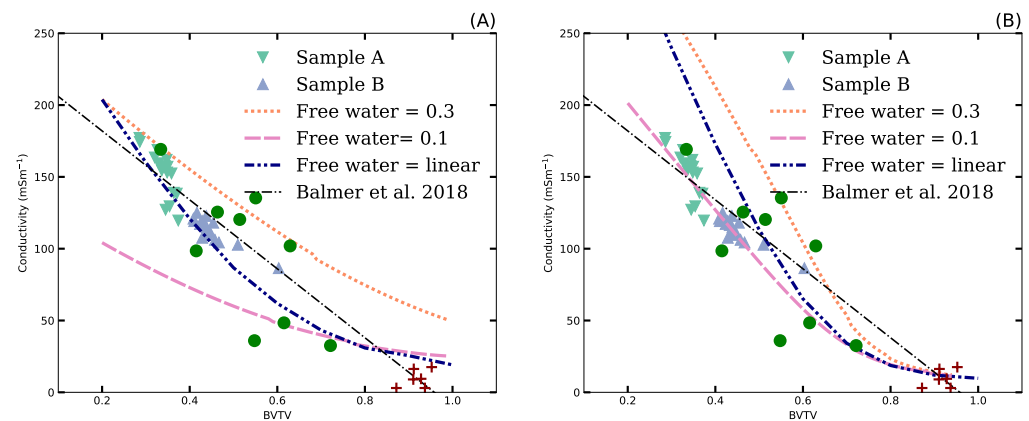 (A)
250
200
150
100
50
0
Conductivity (mSm⁻¹)
0.2 0.4 0.6 0.8 1.0
BVTV
Sample A
Sample B
Free water = 0.3
Free water= 0.1
Free water = linear
Balmer et al. 2018
(B)
250
200
150
100
50
0
Conductivity (mSm⁻¹)
0.2 0.4 0.6 0.8 1.0
BVTV
Sample A
Sample B
Free water = 0.3
Free water = 0.1
Free water = linear
Balmer et al. 2018